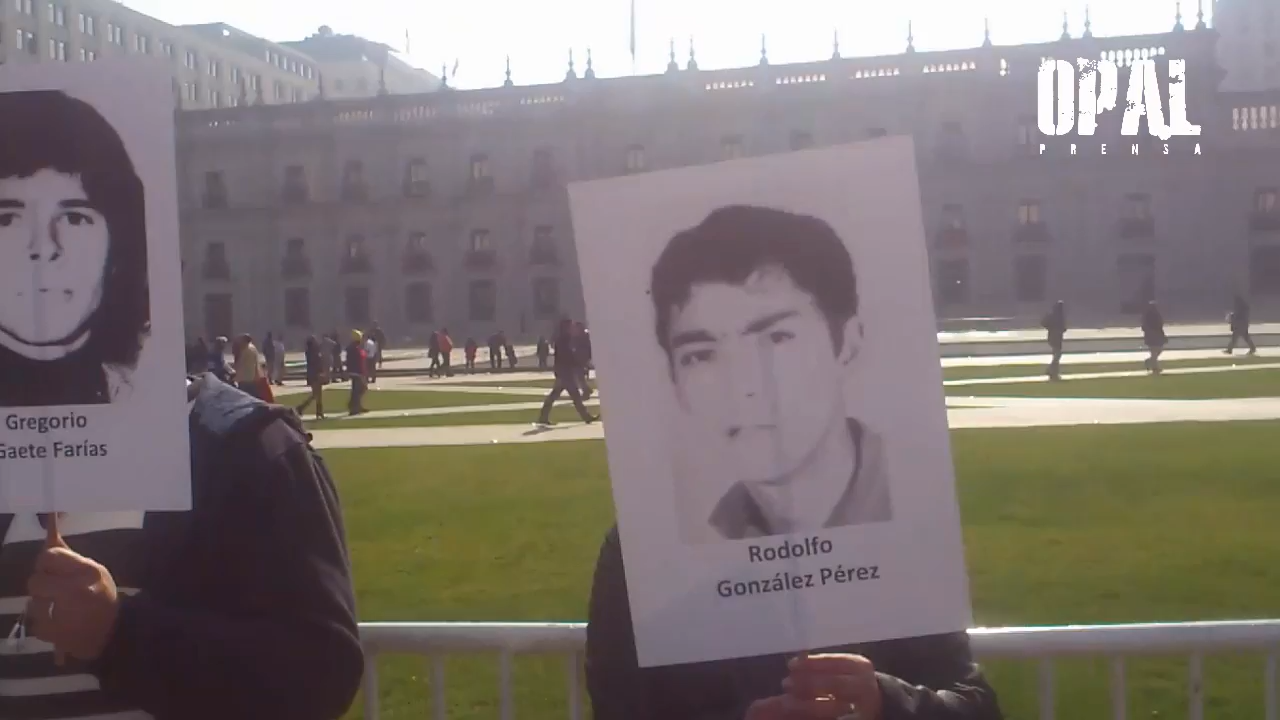 OPAL
PRENSA
Gregorio
Gaete Farías
Rodolfo
González Pérez